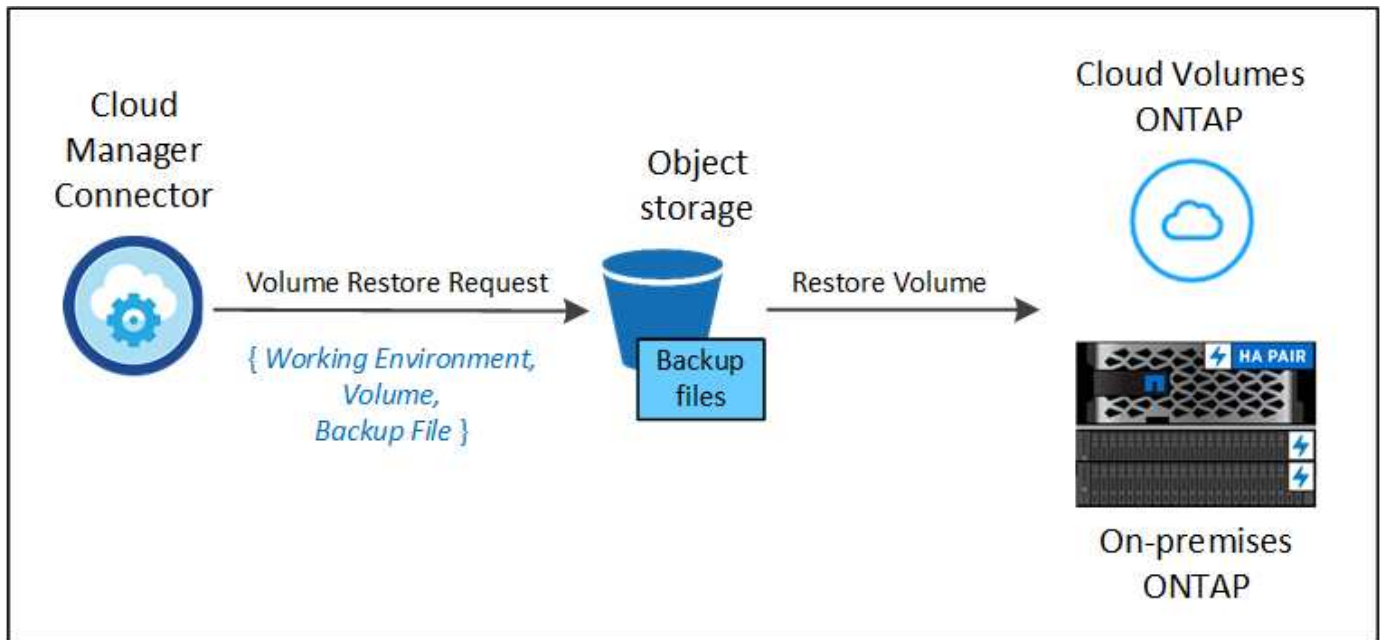 Cloud
Manager
Connector
Volume Restore Request
{ Working Environment,
Volume,
Backup File }
Object
storage
Backup
files
Restore Volume
Cloud Volumes
ONTAP
HA PAIR
On-premises
ONTAP